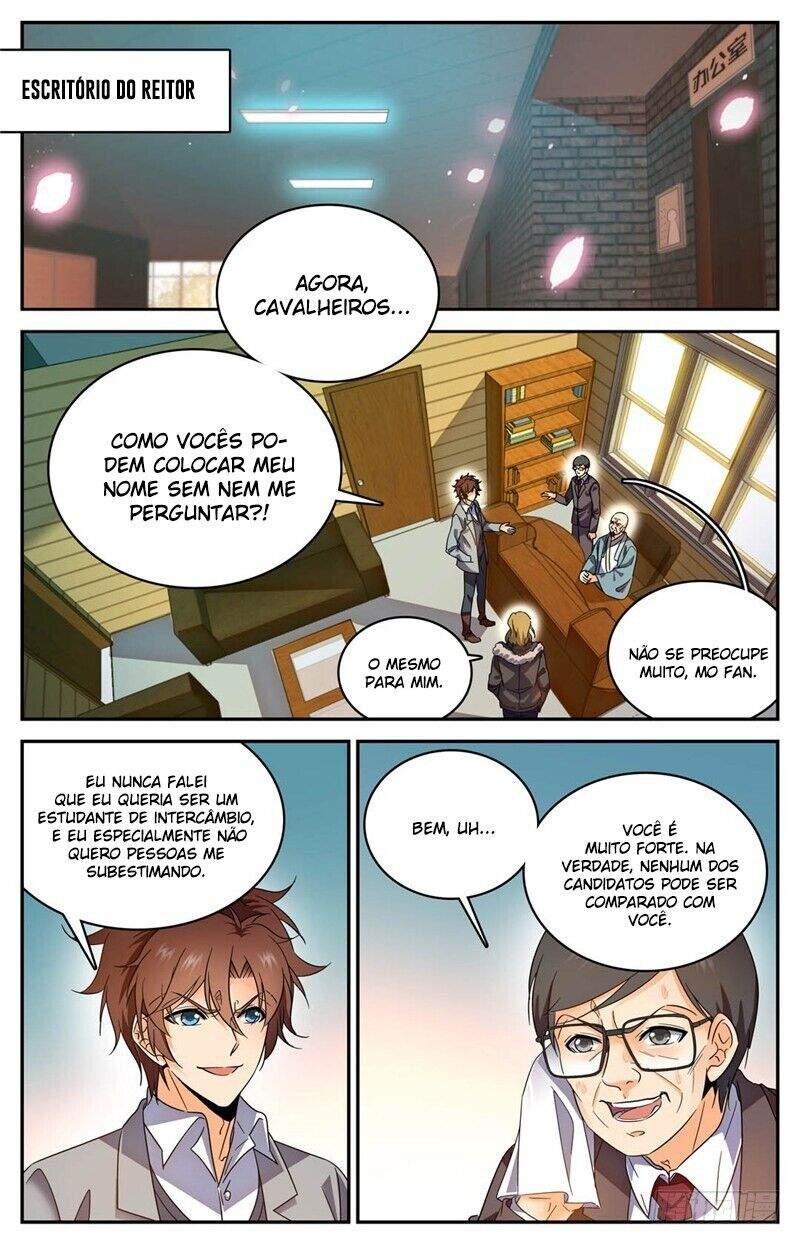 ESCRITÓRIO DO REITOR
办公室
AGORA,
CAVALHEIROS...
COMO VOCÊS PO-
DEM COLOCAR MEU
NOME SEM NEM ME
PERGUNTAR?!
O MESMO
PARA MIM.
NÃO SE PREOCUPE
MUITO, MO FAN.
EU NUNCA FALEI
QUE EU QUERIA SER UM
ESTUDANTE DE INTERCÂMBIO,
E EU ESPECIALMENTE NÃO
QUERO PESSOAS ME
SUBESTIMANDO.
BEM, UH...
VOCÊ É
MUITO FORTE. NA
VERDADE, NENHUM DOS
CANDIDATOS PODE SER
COMPARADO COM
VOCÊ.